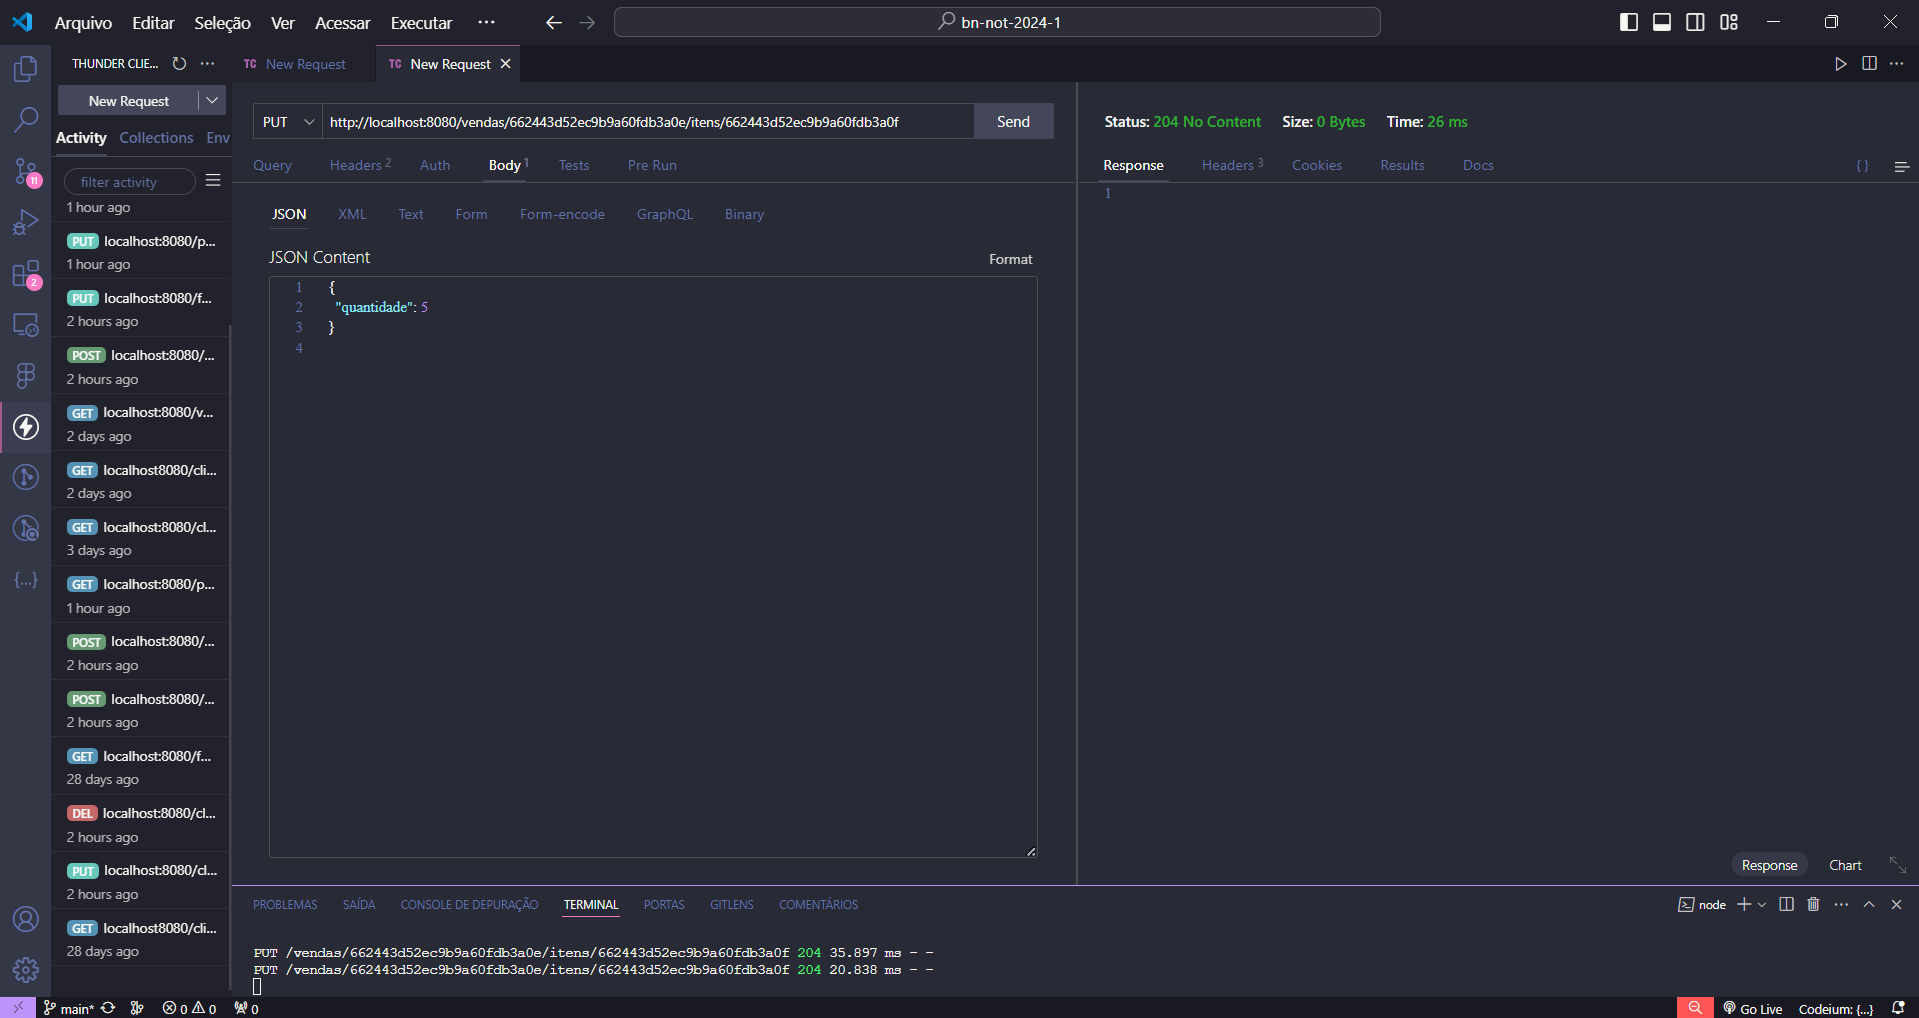 Arquivo Editar Seleção Ver Acessar Executar ··· bn-not-2024-1
THUNDER CLIE... ··· TC New Request TC New Request
New Request
Activity Collections Env
filter activity
1 hour ago
PUT localhost:8080/p...
1 hour ago
PUT localhost:8080/f...
2 hours ago
POST localhost:8080/...
2 hours ago
GET localhost:8080/v...
2 days ago
GET localhost8080/cli...
2 days ago
GET localhost:8080/cl...
3 days ago
GET localhost:8080/p...
1 hour ago
POST localhost:8080/...
2 hours ago
POST localhost:8080/...
2 hours ago
GET localhost:8080/f...
28 days ago
DEL localhost:8080/cl...
2 hours ago
PUT localhost:8080/cl...
2 hours ago
GET localhost:8080/cli...
28 days ago
11
2
PUT http://localhost:8080/vendas/662443d52ec9b9a60fdb3a0e/itens/662443d52ec9b9a60fdb3a0f Send
Query Headers 2 Auth Body 1 Tests Pre Run
JSON XML Text Form Form-encode GraphQL Binary
JSON Content Format
1 {
2 "quantidade": 5
3 }
4
Status: 204 No Content Size: 0 Bytes Time: 26 ms
Response Headers 3 Cookies Results Docs { }
1
Response Chart
PROBLEMAS SAÍDA CONSOLE DE DEPURAÇÃO TERMINAL PORTAS GITLENS COMENTÁRIOS node ···
PUT /vendas/662443d52ec9b9a60fdb3a0e/itens/662443d52ec9b9a60fdb3a0f 204 35.897 ms - -
PUT /vendas/662443d52ec9b9a60fdb3a0e/itens/662443d52ec9b9a60fdb3a0f 204 20.838 ms - -
main* 0 0 0 Go Live Codeium: {...}